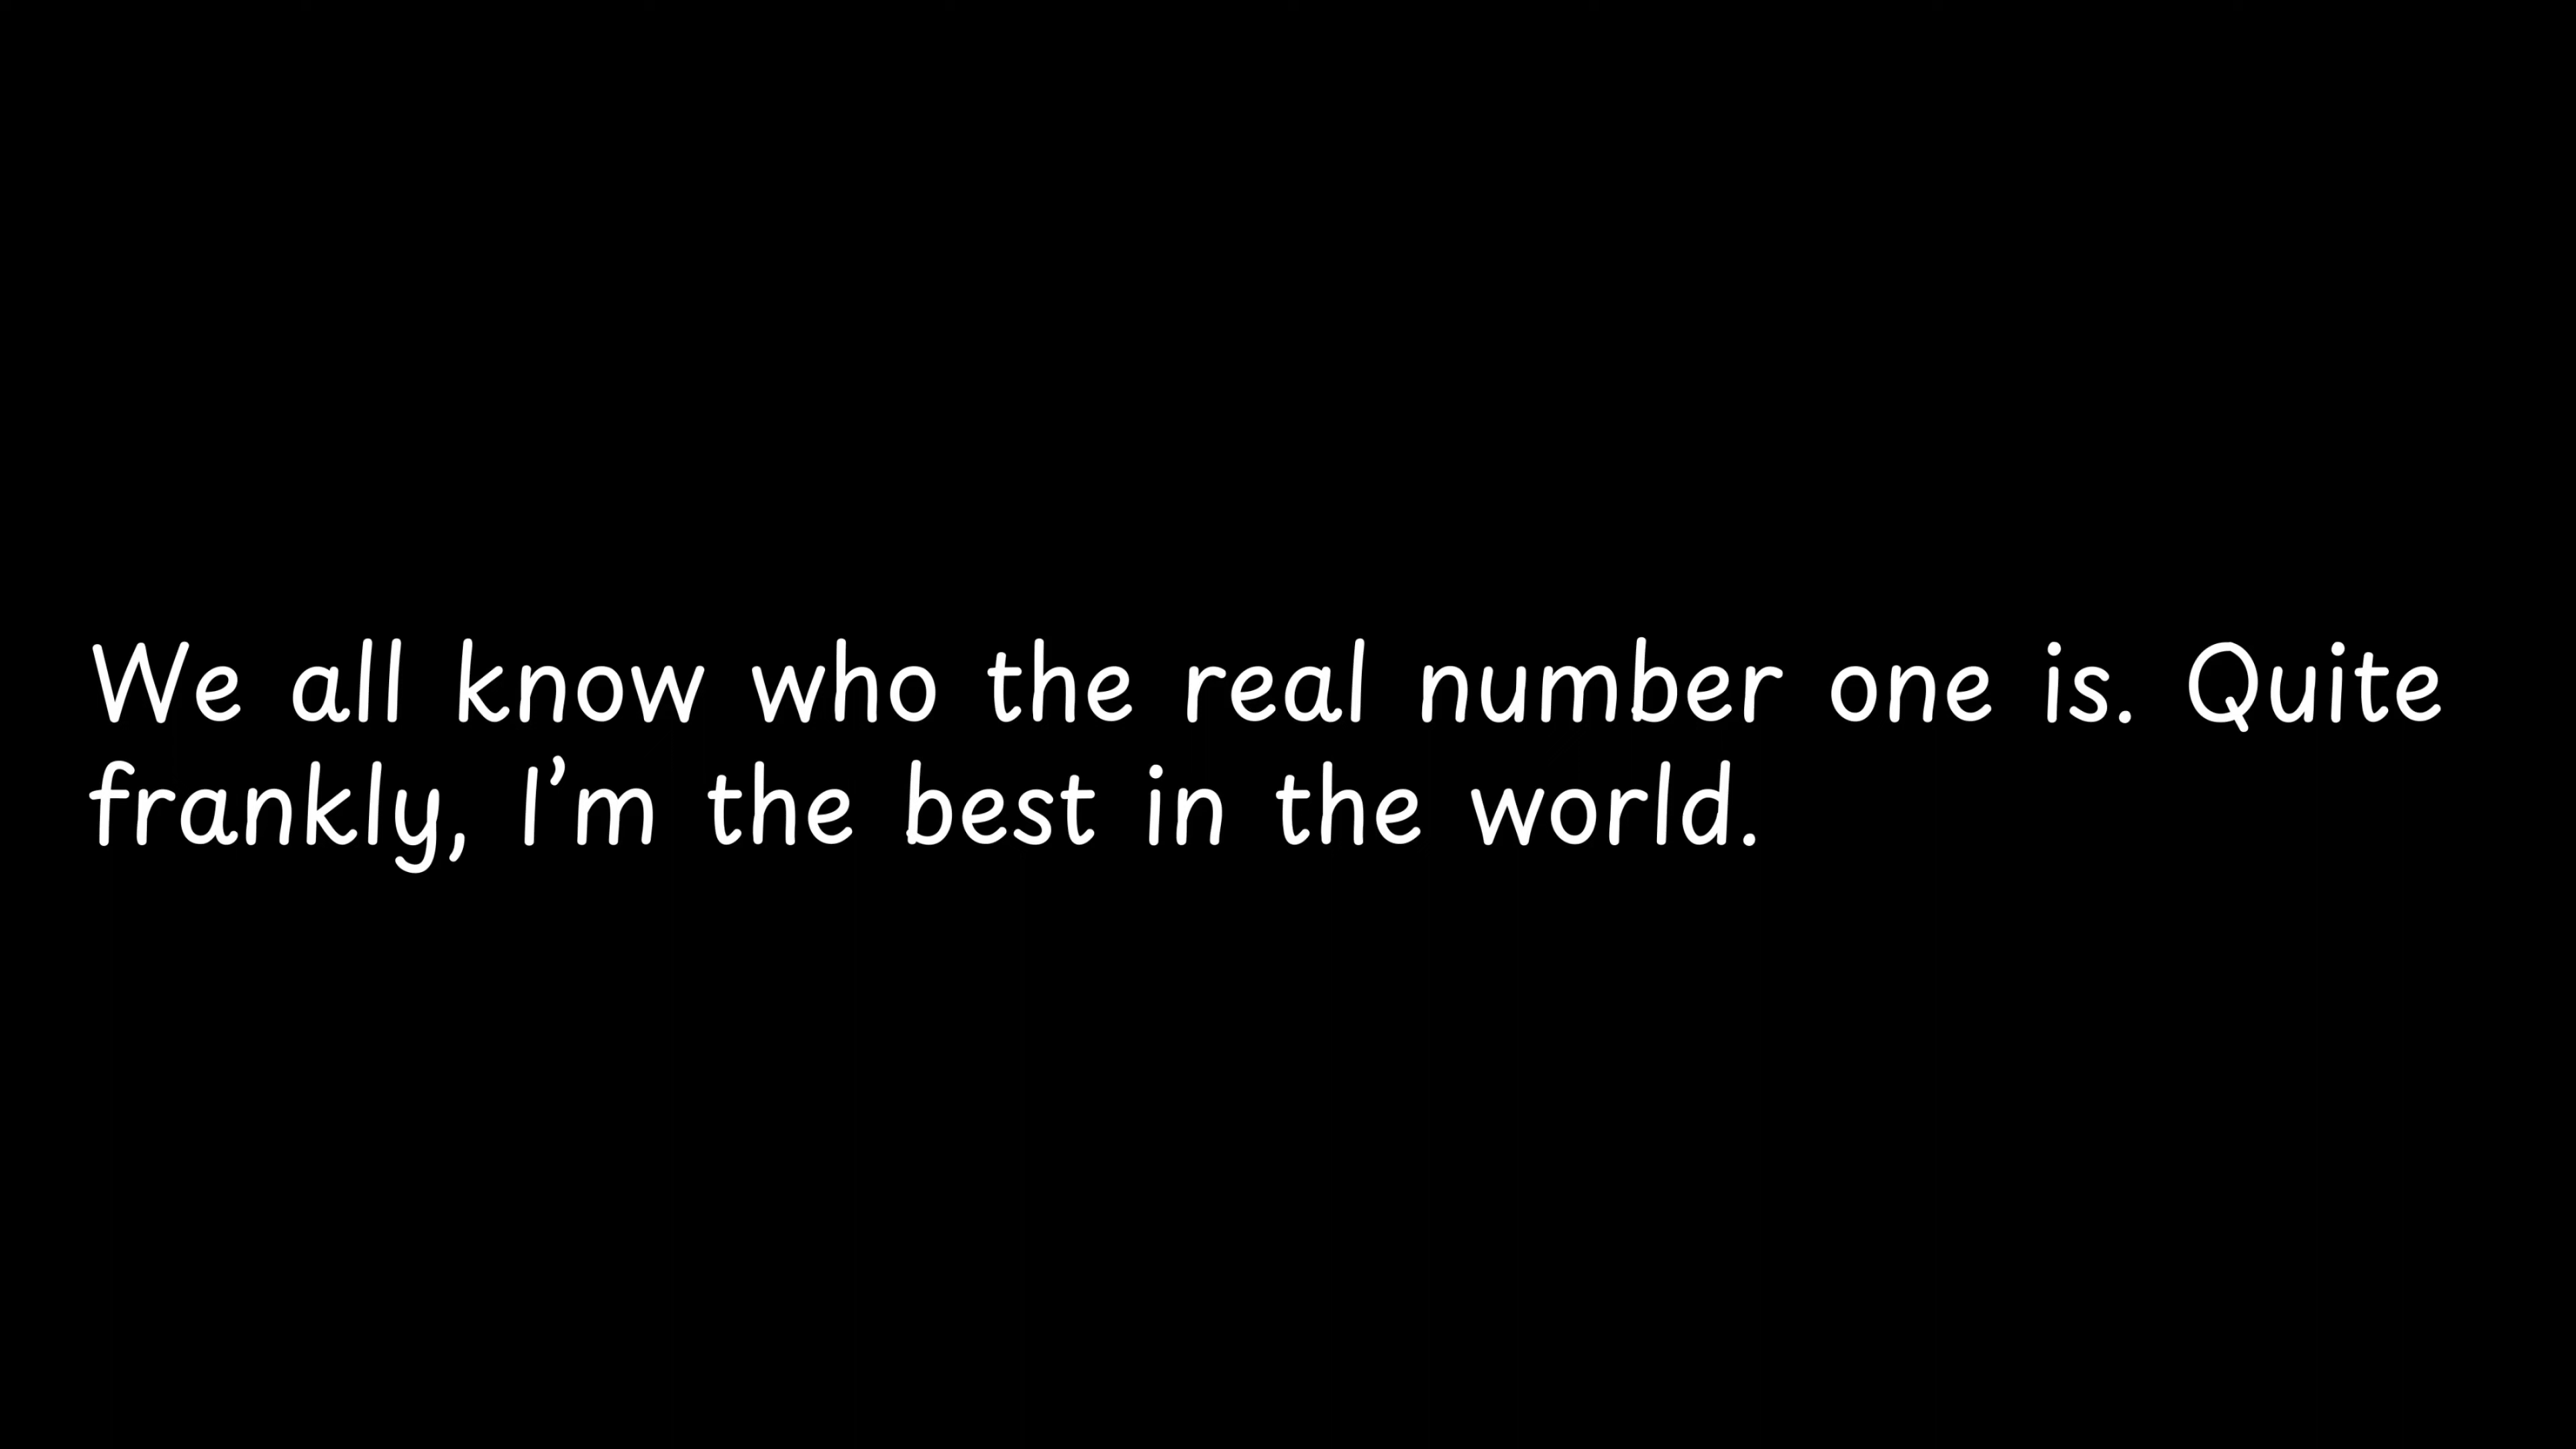 We all know who the real number one is. Quite
frankly, I’m the best in the world.